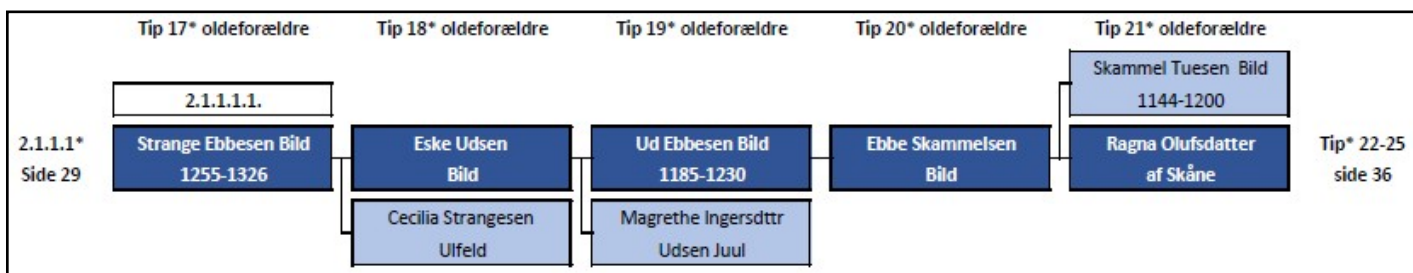 Tip 17* oldeforældre
Tip 18* oldeforældre
Tip 19* oldeforældre
Tip 20* oldeforældre
Tip 21* oldeforældre
2.1.1.1*
Side 29
2.1.1.1.1.
Strange Ebbesen Bild
1255-1326
Eske Udsen
Bild
Cecilia Strangesen
Ulfeld
Ud Ebbesen Bild
1185-1230
Magrethe Ingersdttr
Udsen Juul
Ebbe Skammelsen
Bild
Skammel Tuesen Bild
1144-1200
Ragna Olufsdatter
af Skåne
Tip* 22-25
side 36